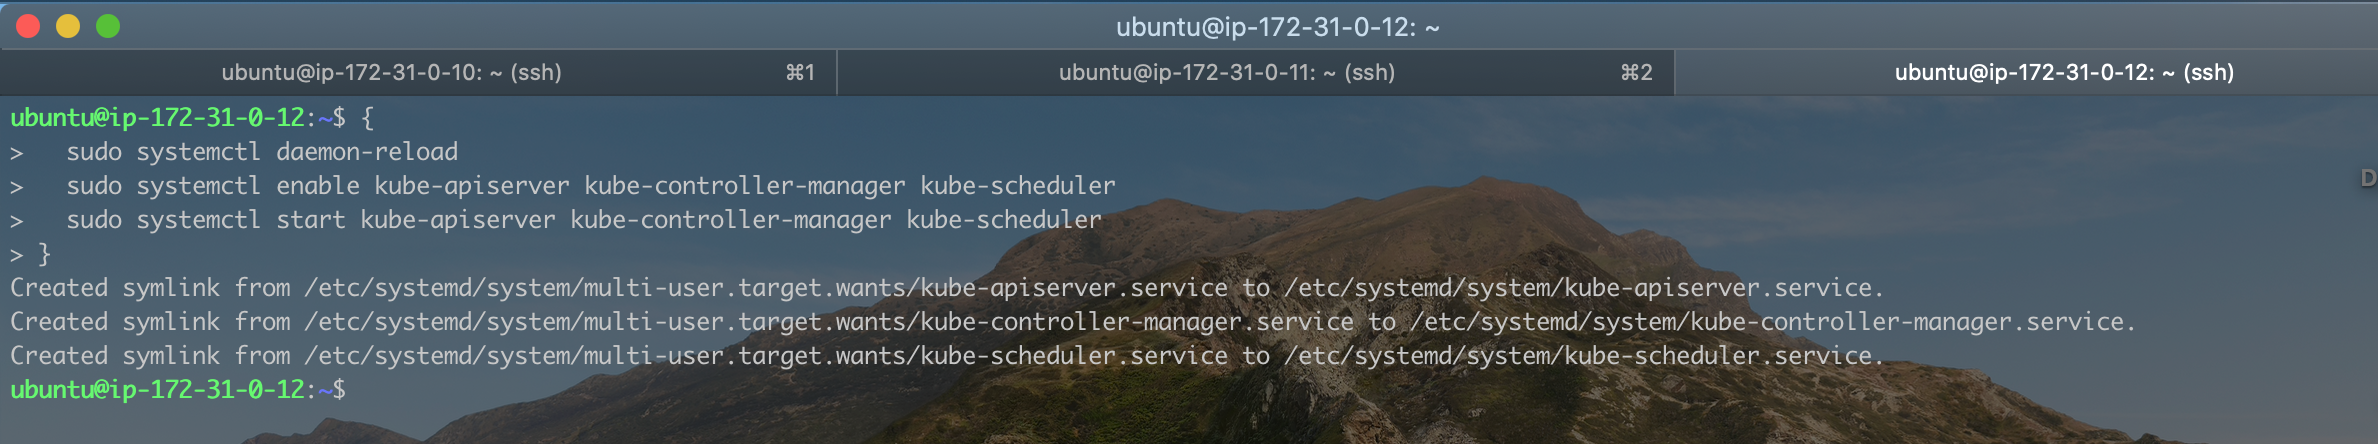 ubuntu@ip-172-31-0-12: ~
ubuntu@ip-172-31-0-10: ~ (ssh) ⌘1
ubuntu@ip-172-31-0-11: ~ (ssh) ⌘2
ubuntu@ip-172-31-0-12: ~ (ssh)
ubuntu@ip-172-31-0-12:~$ {
>   sudo systemctl daemon-reload
>   sudo systemctl enable kube-apiserver kube-controller-manager kube-scheduler
>   sudo systemctl start kube-apiserver kube-controller-manager kube-scheduler
> }
Created symlink from /etc/systemd/system/multi-user.target.wants/kube-apiserver.service to /etc/systemd/system/kube-apiserver.service.
Created symlink from /etc/systemd/system/multi-user.target.wants/kube-controller-manager.service to /etc/systemd/system/kube-controller-manager.service.
Created symlink from /etc/systemd/system/multi-user.target.wants/kube-scheduler.service to /etc/systemd/system/kube-scheduler.service.
ubuntu@ip-172-31-0-12:~$